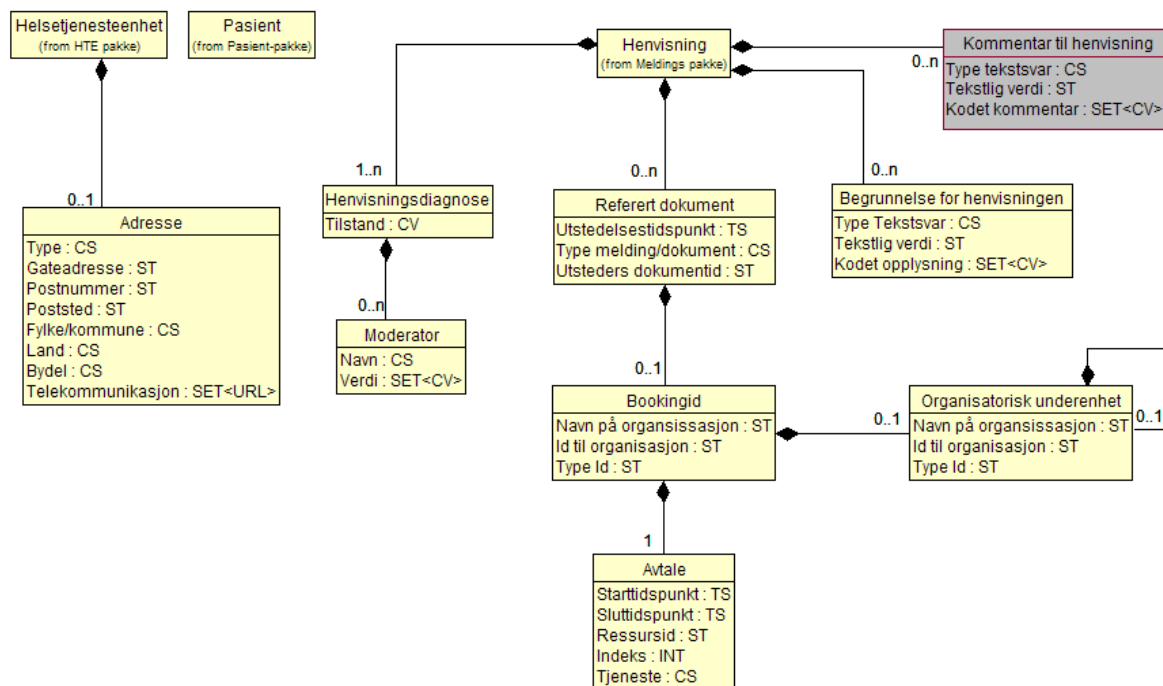 Helsetjenesteenhet
(from HTE pakke)
Pasient
(from Pasient-pakke)
Henvisning
(from Meldings pakke)
Kommentar til henvisning
Type tekstsvar : CS
Tekstlig verdi : ST
Kodet kommentar : SET<CV>
0..n
1..n
0..n
0..n
0..1
Adresse
Type : CS
Gateadresse : ST
Postnummer : ST
Poststed : ST
Fylke/kommune : CS
Land : CS
Bydel : CS
Telekommunikasjon : SET<URL>
Henvisningsdiagnose
Tilstand : CV
Referert dokument
Utstedelsestidspunkt : TS
Type melding/dokument : CS
Utsteders dokumentid : ST
Begrunnelse for henvisningen
Type Tekstsvar : CS
Tekstlig verdi : ST
Kodet opplysning : SET<CV>
0..n
Moderator
Navn : CS
Verdi : SET<CV>
0..1
Bookingid
Navn på organsissasjon : ST
Id til organisasjon : ST
Type Id : ST
0..1
Organisatorisk underenhet
Navn på organsissasjon : ST
Id til organisasjon : ST
Type Id : ST
0..1
1
Avtale
Starttidspunkt : TS
Sluttidspunkt : TS
Ressursid : ST
Indeks : INT
Tjeneste : CS